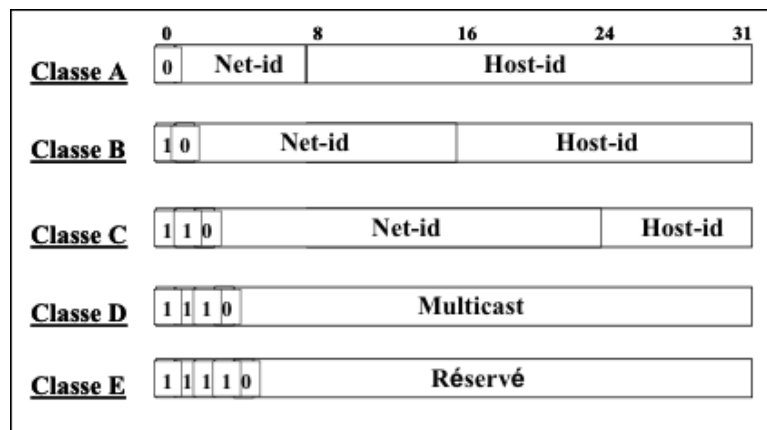 0 8 16 24 31
Classe A 0 Net-id Host-id
Classe B 1 0 Net-id Host-id
Classe C 1 1 0 Net-id Host-id
Classe D 1 1 1 0 Multicast
Classe E 1 1 1 1 0 Réservé